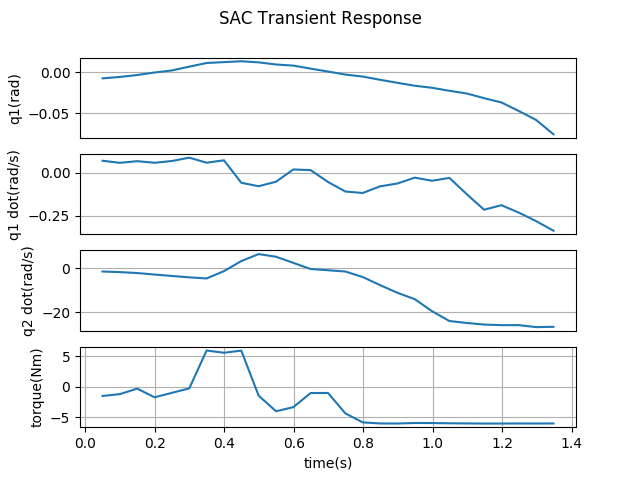 SAC Transient Response
0.00
−0.05
q1(rad)
0.00
−0.25
q1 dot(rad/s)
0
−20
q2 dot(rad/s)
5
0
−5
torque(Nm)
0.0 0.2 0.4 0.6 0.8 1.0 1.2 1.4
time(s)